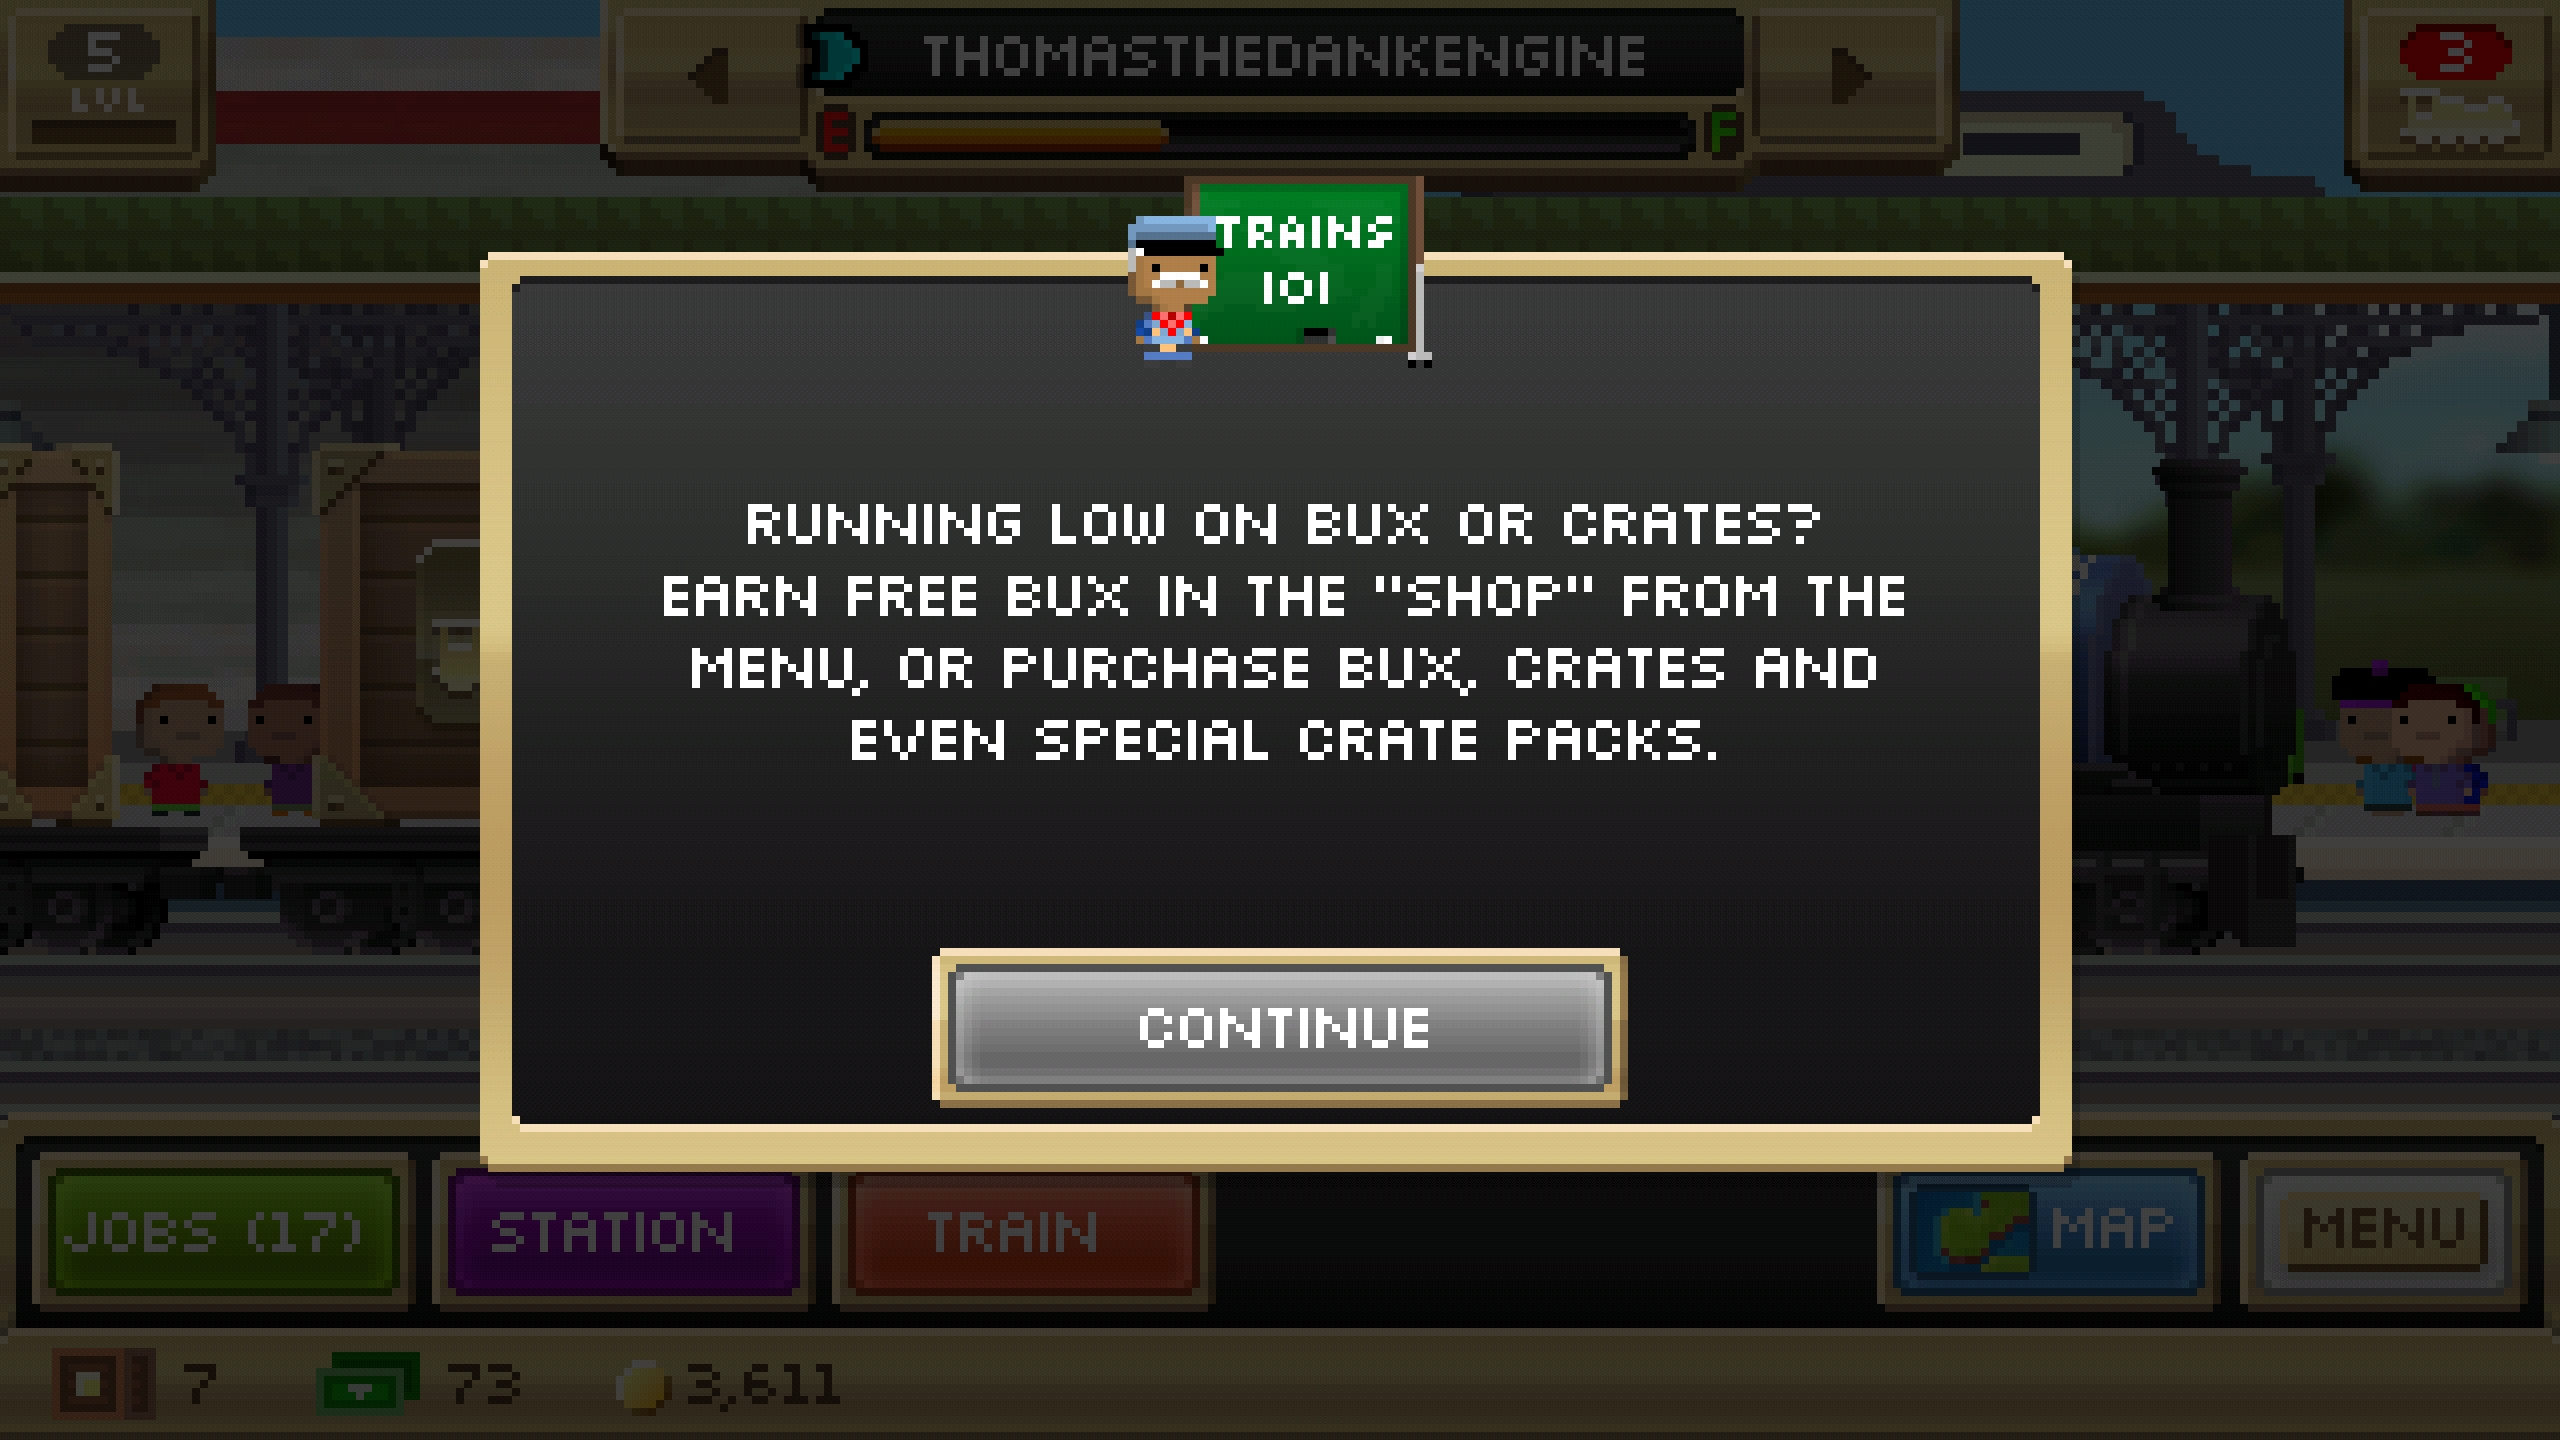 5
LVL
THOMASTHEDANKENGINE
3
E
F
TRAINS
101
RUNNING LOW ON BUX OR CRATES?
EARN FREE BUX IN THE "SHOP" FROM THE
MENU, OR PURCHASE BUX, CRATES AND
EVEN SPECIAL CRATE PACKS.
CONTINUE
JOBS (17)
STATION
TRAIN
MAP
MENU
7
73
3,611